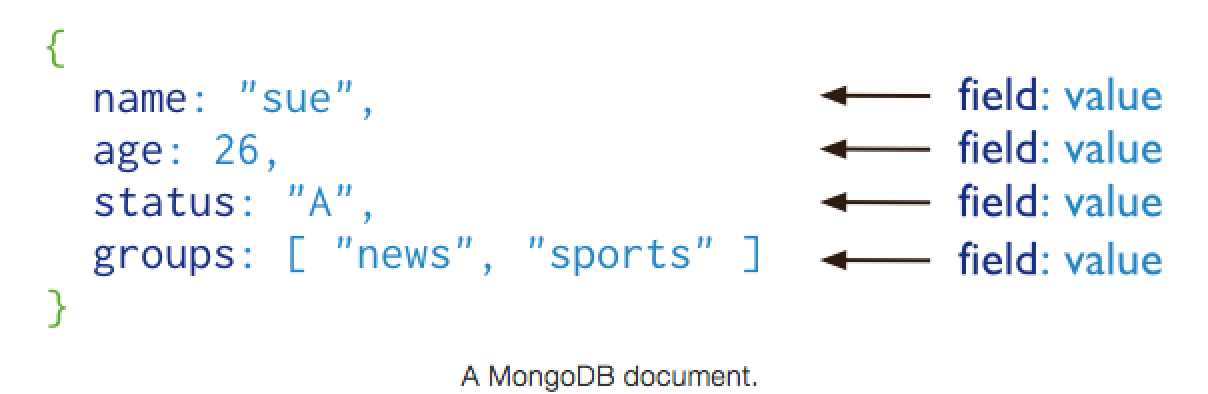 {
name: "sue", field: value
age: 26, field: value
status: "A", field: value
groups: [ "news", "sports" ] field: value
}
A MongoDB document.